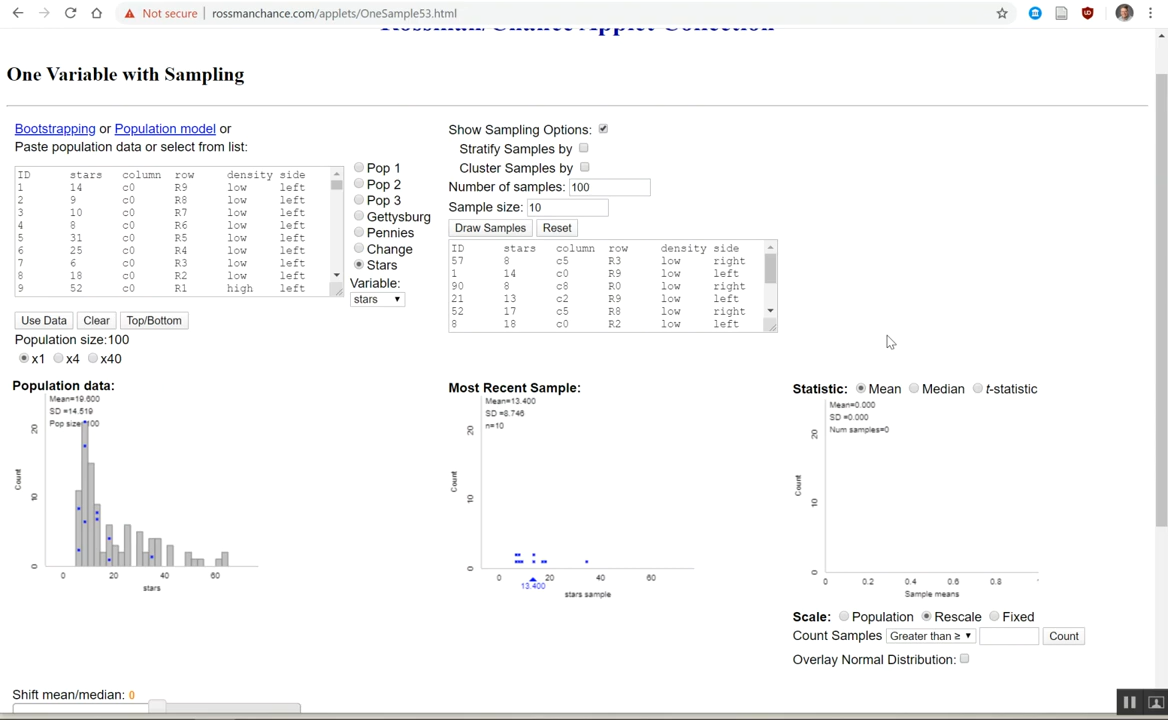 Not secure | rossmanchance.com/applets/OneSample53.html
Rossman/Chance Applet Collection
One Variable with Sampling
Bootstrapping or Population model or
Paste population data or select from list:
ID stars column row density side
1 14 c0 R9 low left
2 9 c0 R8 low left
3 10 c0 R7 low left
4 8 c0 R6 low left
5 31 c0 R5 low left
6 25 c0 R4 low left
7 6 c0 R3 low left
8 18 c0 R2 low left
9 52 c0 R1 high left
Pop 1
Pop 2
Pop 3
Gettysburg
Pennies
Change
Stars
Variable:
stars
Use Data Clear Top/Bottom
Population size:100
x1 x4 x40
Show Sampling Options:
Stratify Samples by
Cluster Samples by
Number of samples: 100
Sample size: 10
Draw Samples Reset
ID stars column row density side
57 8 c5 R3 low right
1 14 c0 R9 low left
90 8 c8 R0 low right
21 13 c2 R9 low left
52 17 c5 R8 low right
8 18 c0 R2 low left
Population data:
Mean=19.600
SD =14.519
Pop size=100
20
10
0
Count
0 20 40 60
stars
Most Recent Sample:
Mean=13.400
SD =8.746
n=10
20
10
0
Count
0 20 40 60
13.400
stars sample
Statistic: Mean Median t-statistic
Mean=0.000
SD =0.000
Num samples=0
20
10
0
Count
0 0.2 0.4 0.6 0.8
Sample means
Scale: Population Rescale Fixed
Count Samples Greater than ≥ Count
Overlay Normal Distribution:
Shift mean/median: 0